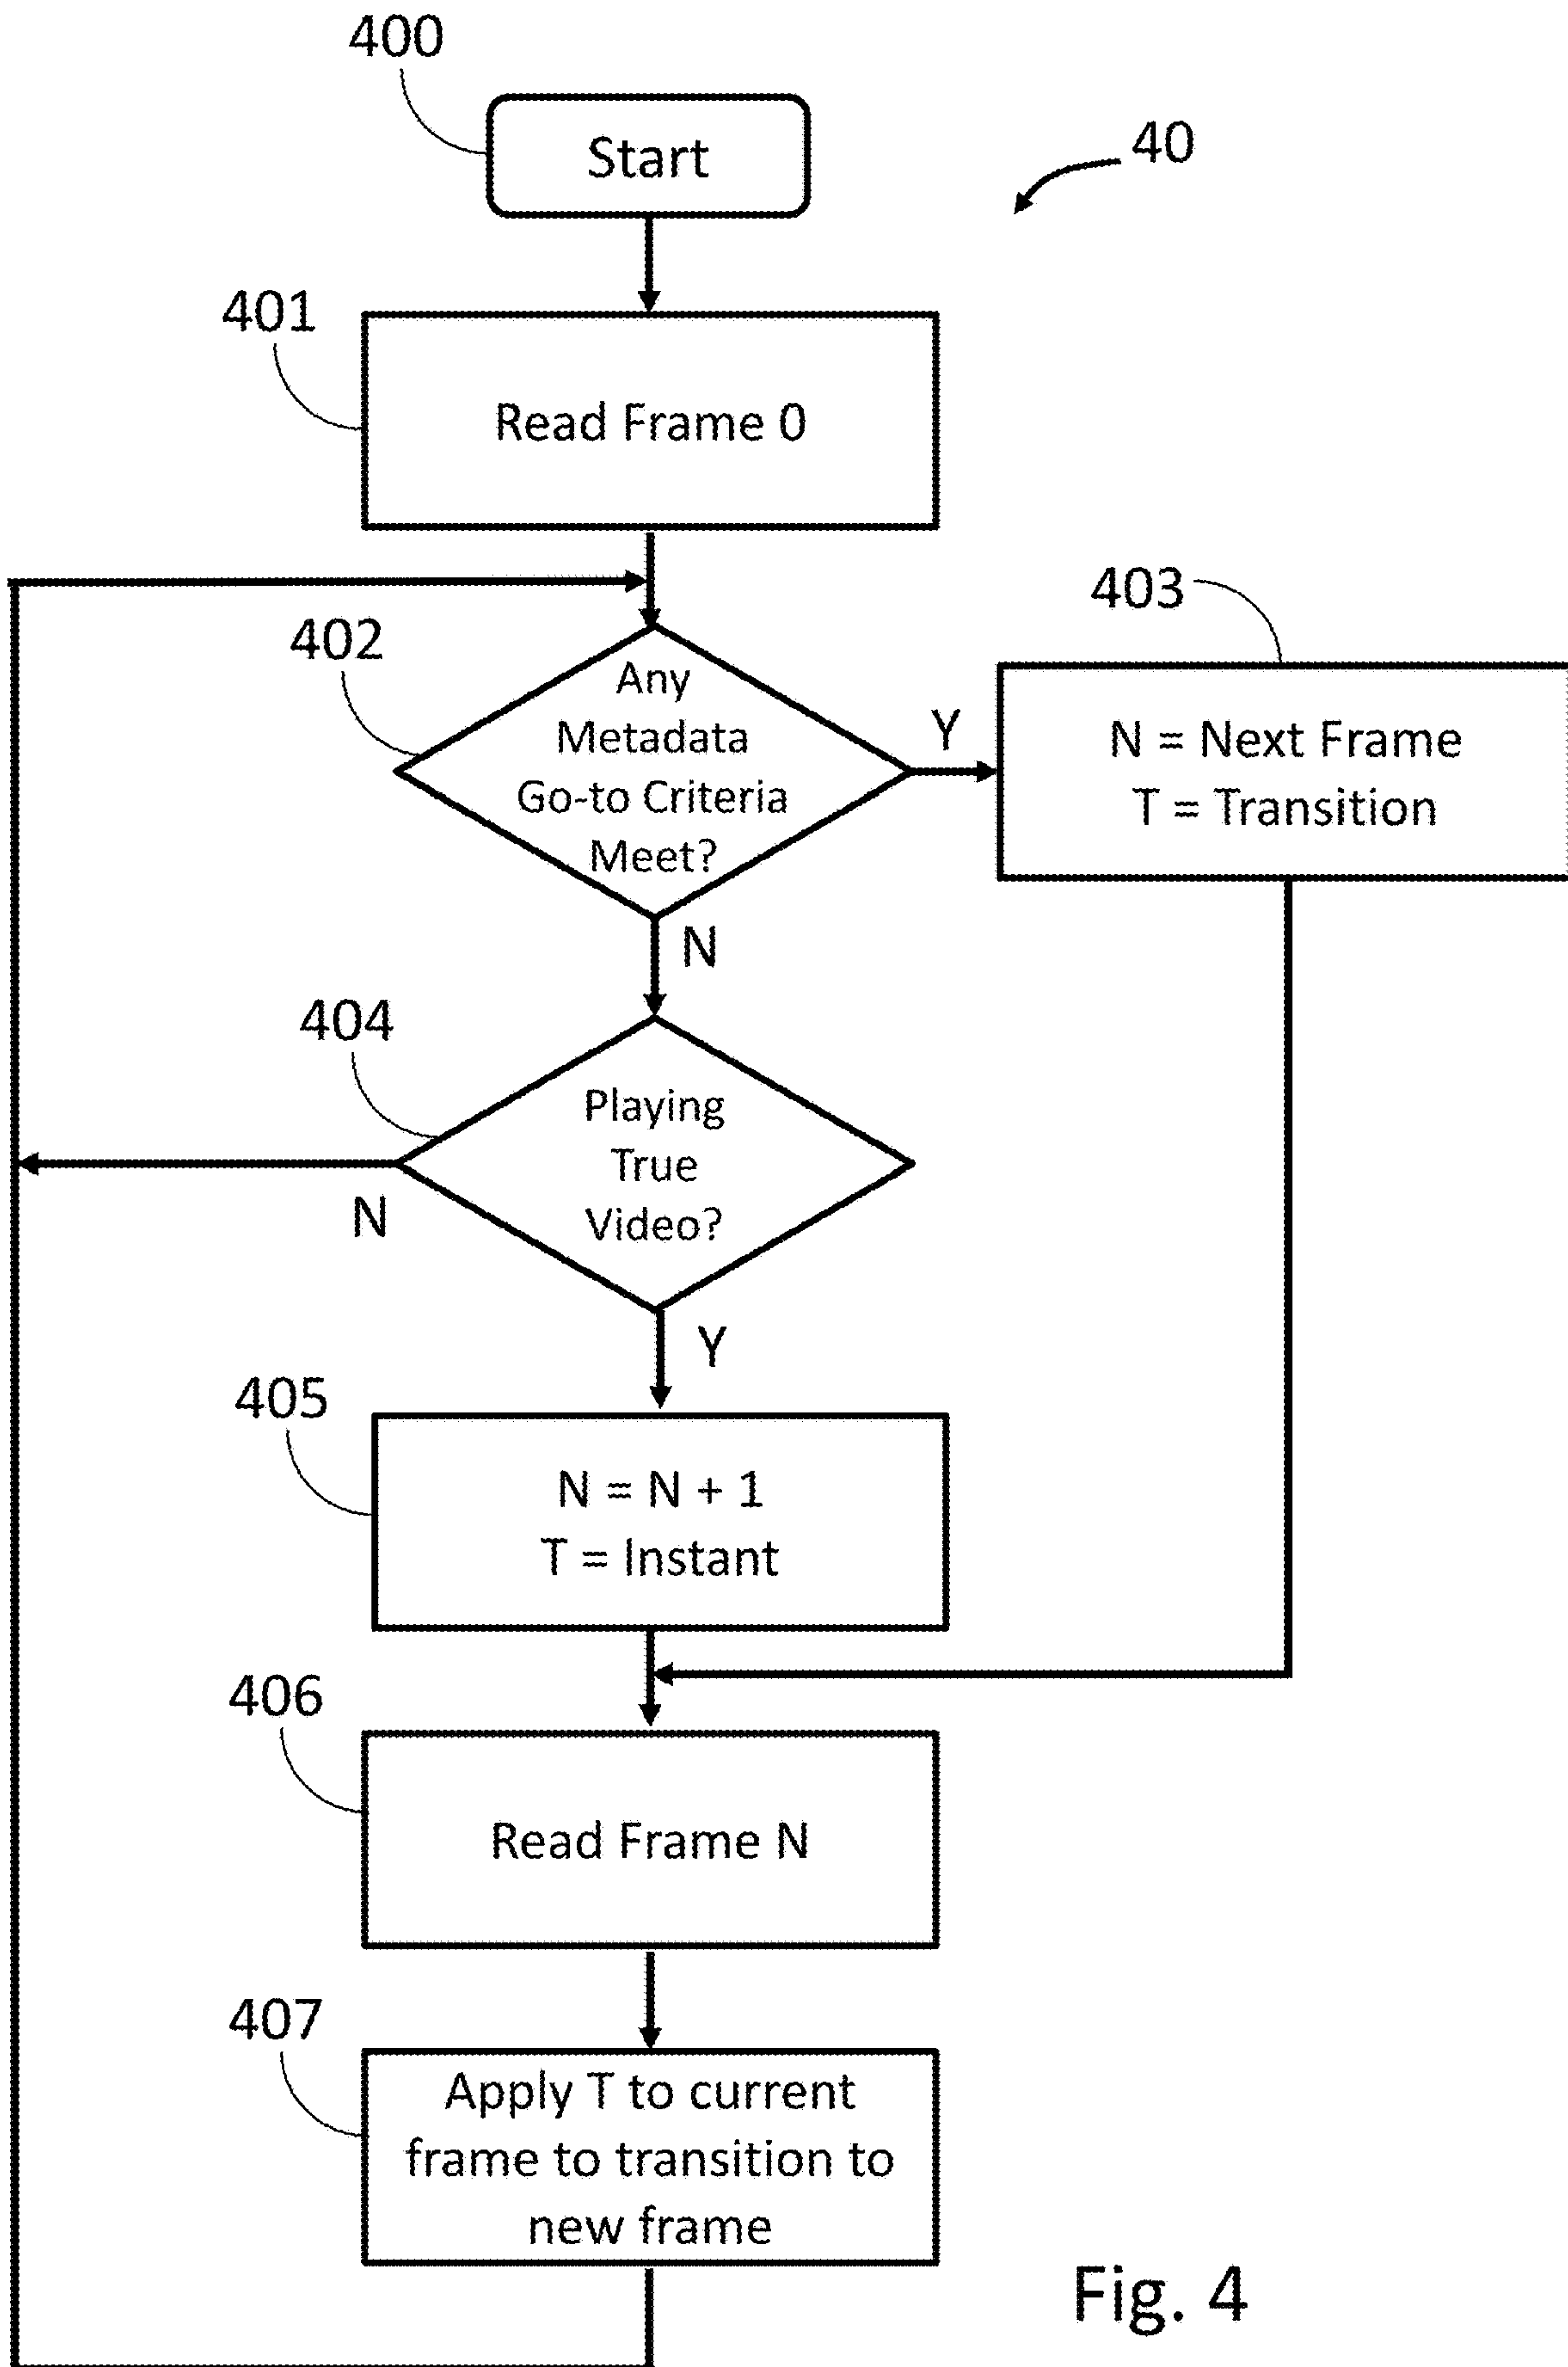 400
Start
40
401
Read Frame 0
402
Any
Metadata
Go-to Criteria
Meet?
Y
403
N = Next Frame
T = Transition
N
404
Playing
True
Video?
N
Y
405
N = N + 1
T = Instant
406
Read Frame N
407
Apply T to current
frame to transition to
new frame
Fig. 4